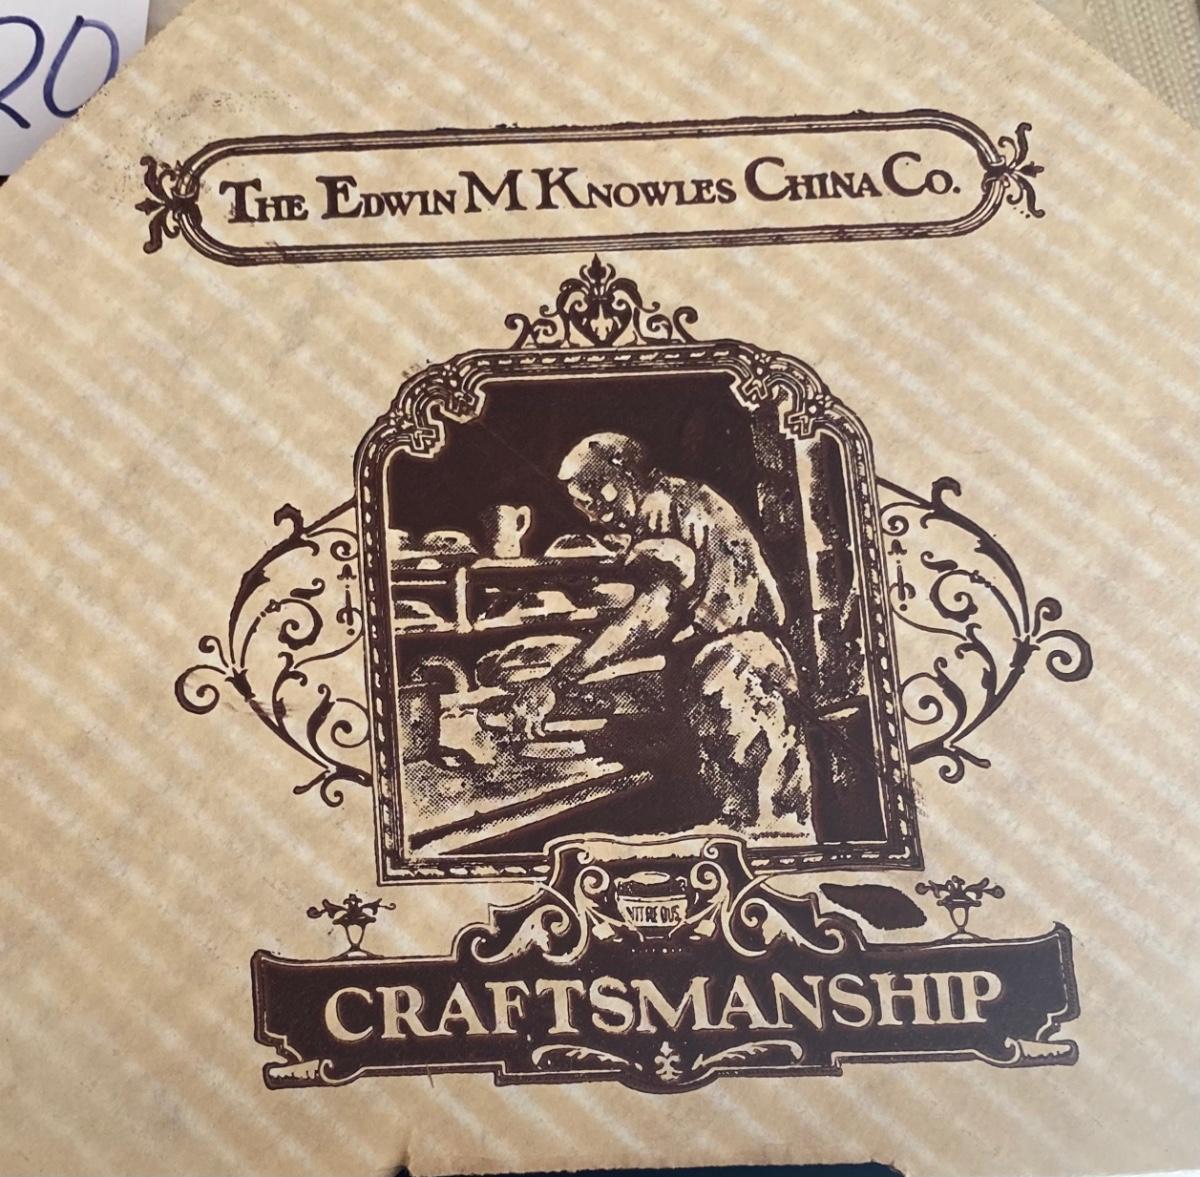 20
THE EDWIN M KNOWLES CHINA CO.
VITREOUS
CRAFTSMANSHIP